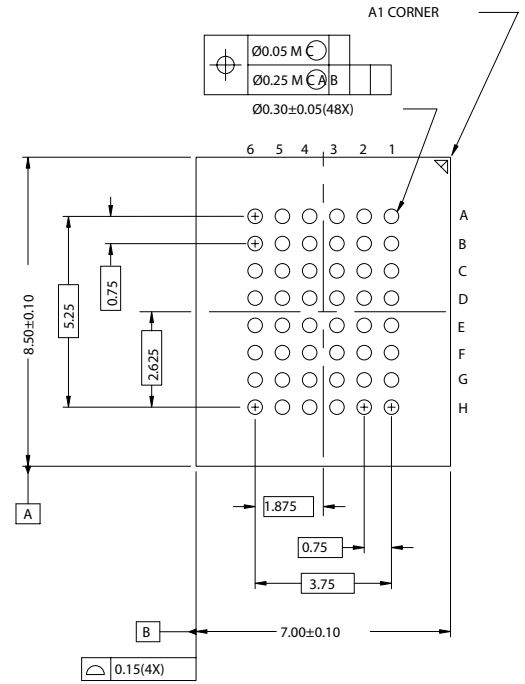 A1 CORNER
Ø0.05 M C
Ø0.25 M C A B
Ø0.30±0.05(48X)
6 5 4 3 2 1
A
B
C
D
E
F
G
H
0.75
5.25
8.50±0.10
2.625
A
1.875
0.75
3.75
B
7.00±0.10
0.15(4X)